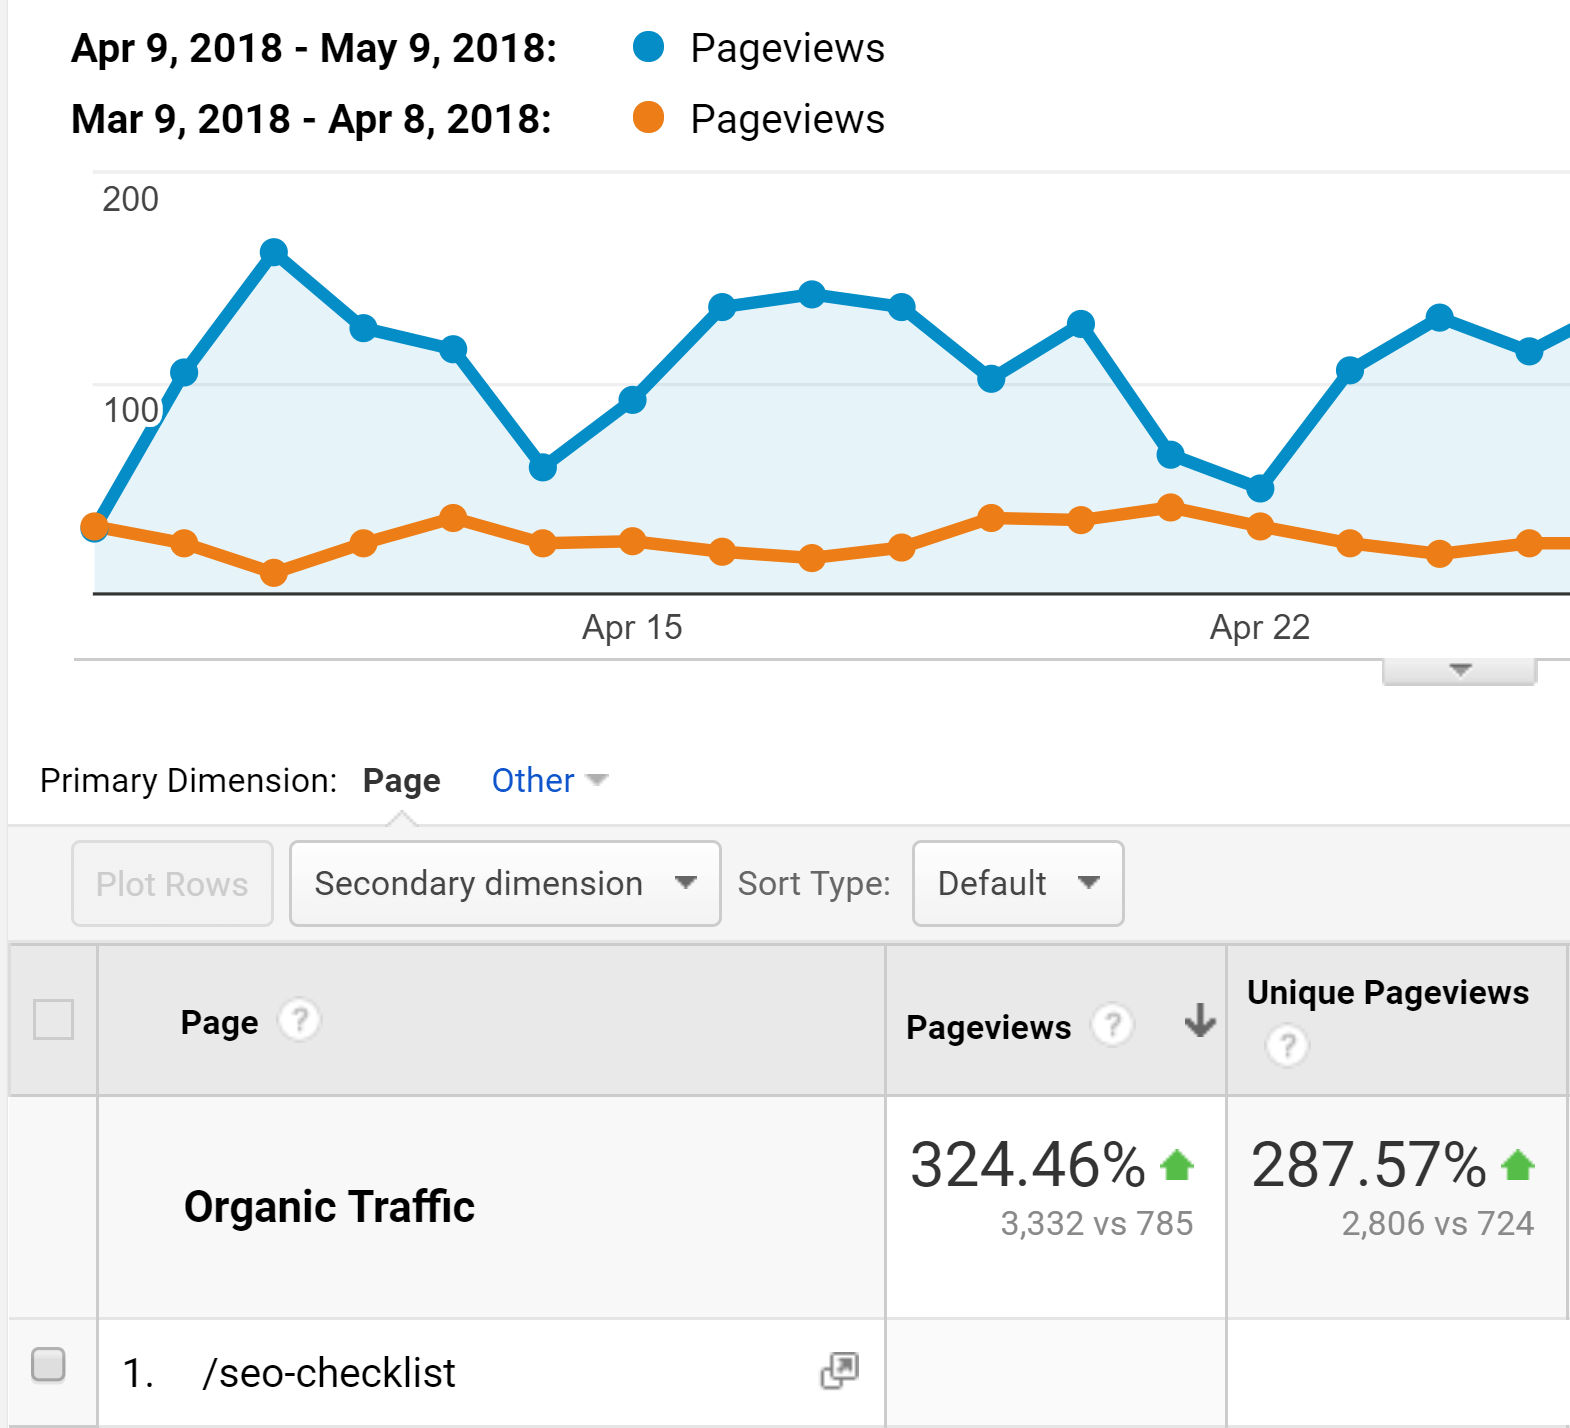 Apr 9, 2018 - May 9, 2018: Pageviews
Mar 9, 2018 - Apr 8, 2018: Pageviews
200
100
Apr 15 Apr 22
Primary Dimension: Page Other
Plot Rows Secondary dimension Sort Type: Default
Page ? Pageviews ? Unique Pageviews ?
Organic Traffic 324.46% 287.57%
3,332 vs 785 2,806 vs 724
1. /seo-checklist